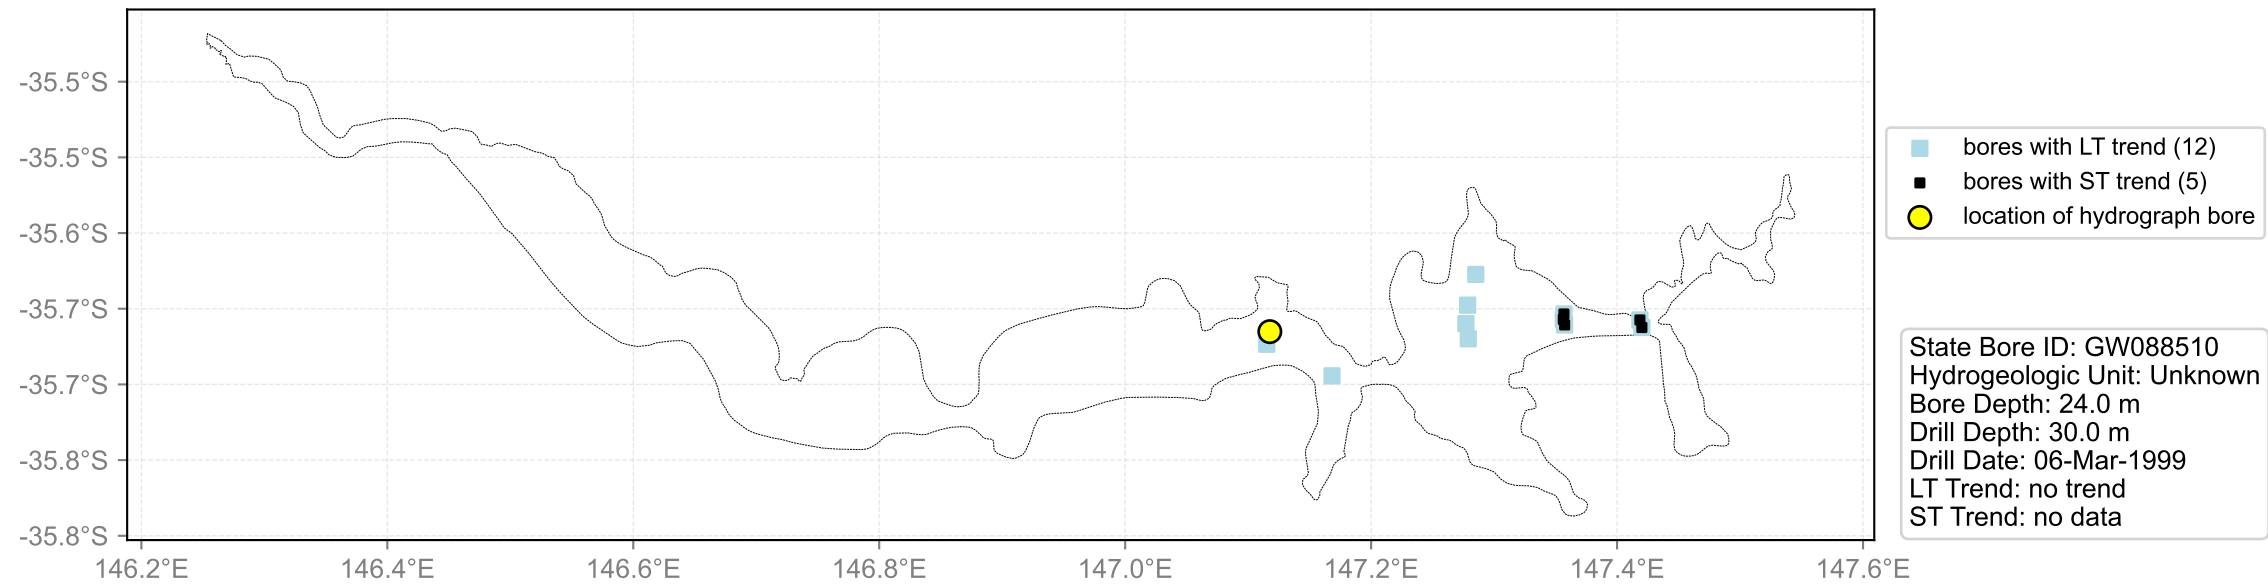 -35.5°S
-35.5°S
-35.6°S
-35.7°S
-35.7°S
-35.8°S
-35.8°S
146.2°E 146.4°E 146.6°E 146.8°E 147.0°E 147.2°E 147.4°E 147.6°E
bores with LT trend (12)
bores with ST trend (5)
location of hydrograph bore
State Bore ID: GW088510
Hydrogeologic Unit: Unknown
Bore Depth: 24.0 m
Drill Depth: 30.0 m
Drill Date: 06-Mar-1999
LT Trend: no trend
ST Trend: no data